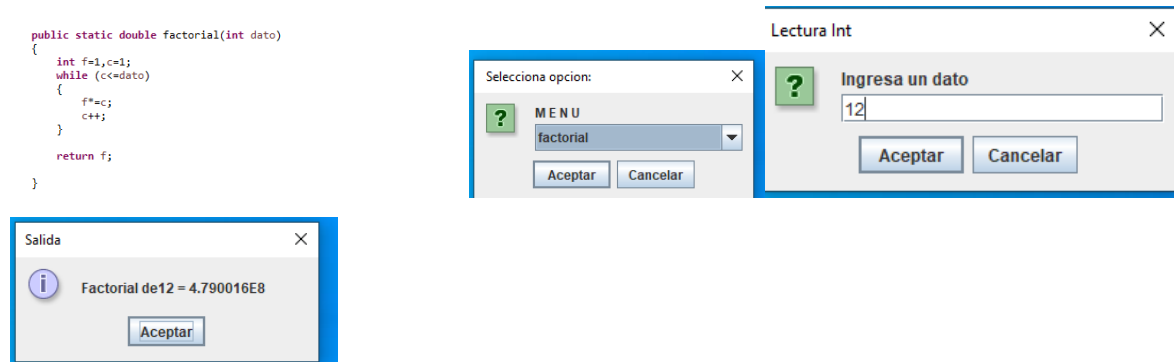 public static double factorial(int dato)
{
int f=1,c=1;
while (c<=dato)
{
f*=c;
c++;
}
return f;
}
Selecciona opcion:
M E N U
factorial
Aceptar Cancelar
Lectura Int
Ingresa un dato
12
Aceptar Cancelar
Salida
Factorial de12 = 4.790016E8
Aceptar